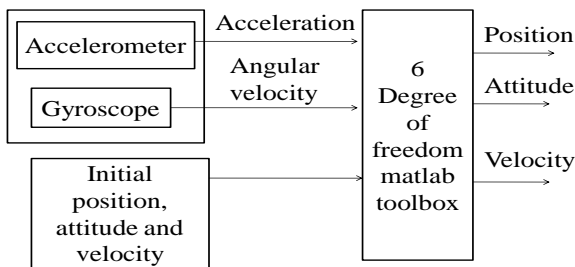 Accelerometer
Acceleration
Gyroscope
Angular
velocity
Initial
position,
attitude and
velocity
6
Degree
of
freedom
matlab
toolbox
Position
Attitude
Velocity